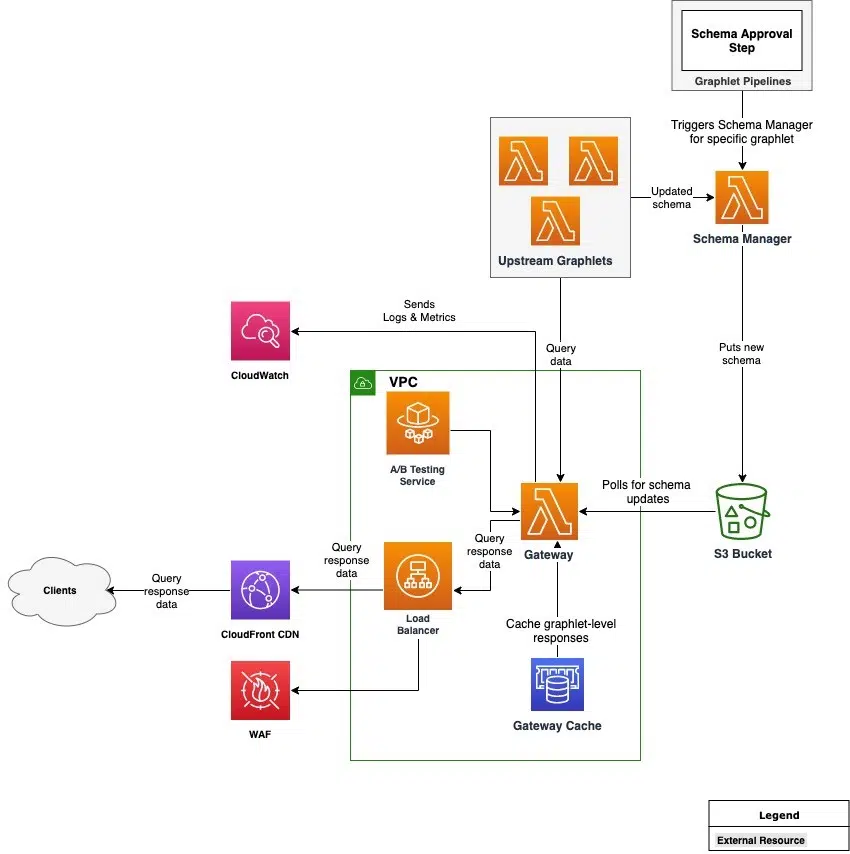 Schema Approval
Step
Graphlet Pipelines
Triggers Schema Manager
for specific graphlet
Updated
schema
Schema Manager
Upstream Graphlets
Sends
Logs & Metrics
CloudWatch
Query
data
Puts new
schema
VPC
A/B Testing
Service
Polls for schema
updates
Gateway
S3 Bucket
Query
response
data
Query
response
data
Query
response
data
Clients
CloudFront CDN
Load
Balancer
Cache graphlet-level
responses
WAF
Gateway Cache
Legend
External Resource